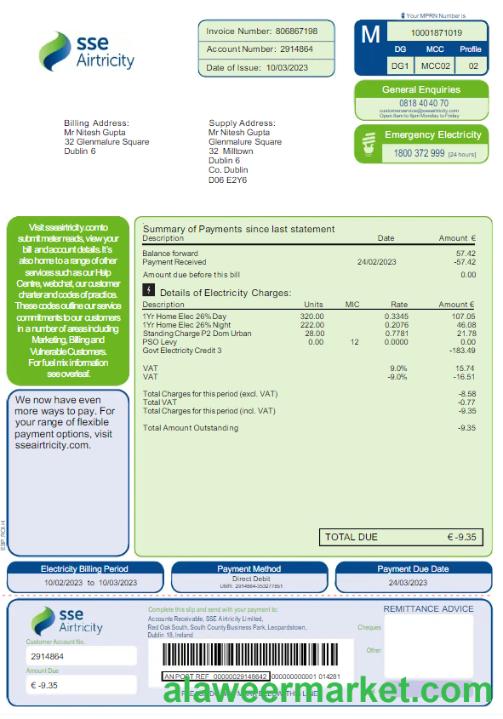 Your MPRN Number is
sse
Airtricity
Invoice Number: 806867198
Account Number: 2914864
Date of Issue: 10/03/2023
M
10001871019
DG MCC Profile
DG1 MCC02 02
General Enquiries
0818 40 40 70
customerservice@sseairtricity.com
Open 8am to 8pm Monday to Friday
Emergency Electricity
1800 372 999 [24 hours]
Billing Address:
Mr Nitesh Gupta
32 Glenmalure Square
Dublin 6
Supply Address:
Mr Nitesh Gupta
Glenmalure Square
32 Milltown
Dublin 6
Co. Dublin
D06 E2Y6
Visit sseairtricity.com to
submit meter reads, view your
bill and account details. It's
also home to a range of other
services such as our Help
Centre, webchat, our customer
charter and codes of practice.
These codes outline our service
commitments to our customers
in a number of areas including
Marketing, Billing and
Vulnerable Customers.
For fuel mix information
see overleaf.
We now have even
more ways to pay. For
your range of flexible
payment options, visit
sseairtricity.com.
Summary of Payments since last statement
Description Date Amount €
Balance forward 57.42
Payment Received 24/02/2023 -57.42
Amount due before this bill 0.00
Details of Electricity Charges:
Description Units MIC Rate Amount €
1Yr Home Elec 26% Day 320.00 0.3345 107.05
1Yr Home Elec 26% Night 222.00 0.2076 46.08
Standing Charge P2 Dom Urban 28.00 0.7781 21.78
PSO Levy 0.00 12 0.0000 0.00
Govt Electricity Credit 3 -183.49
VAT 9.0% 15.74
VAT -9.0% -16.51
Total Charges for this period (excl. VAT) -8.58
Total VAT -0.77
Total Charges for this period (incl. VAT) -9.35
Total Amount Outstanding -9.35
TOTAL DUE € -9.35
Electricity Billing Period
10/02/2023 to 10/03/2023
Payment Method
Direct Debit
Payment Due Date
24/03/2023
sse
Airtricity
Customer Account No.
2914864
Amount Due
€ -9.35
Complete this slip and send with your payment to:
Accounts Receivable, SSE Airtricity Limited,
Red Oak South, South County Business Park, Leopardstown,
Dublin 18, Ireland
AN POST REF 00000029148642 000000000001 014281
REMITTANCE ADVICE
Cheques
Other
alaweermarket.com